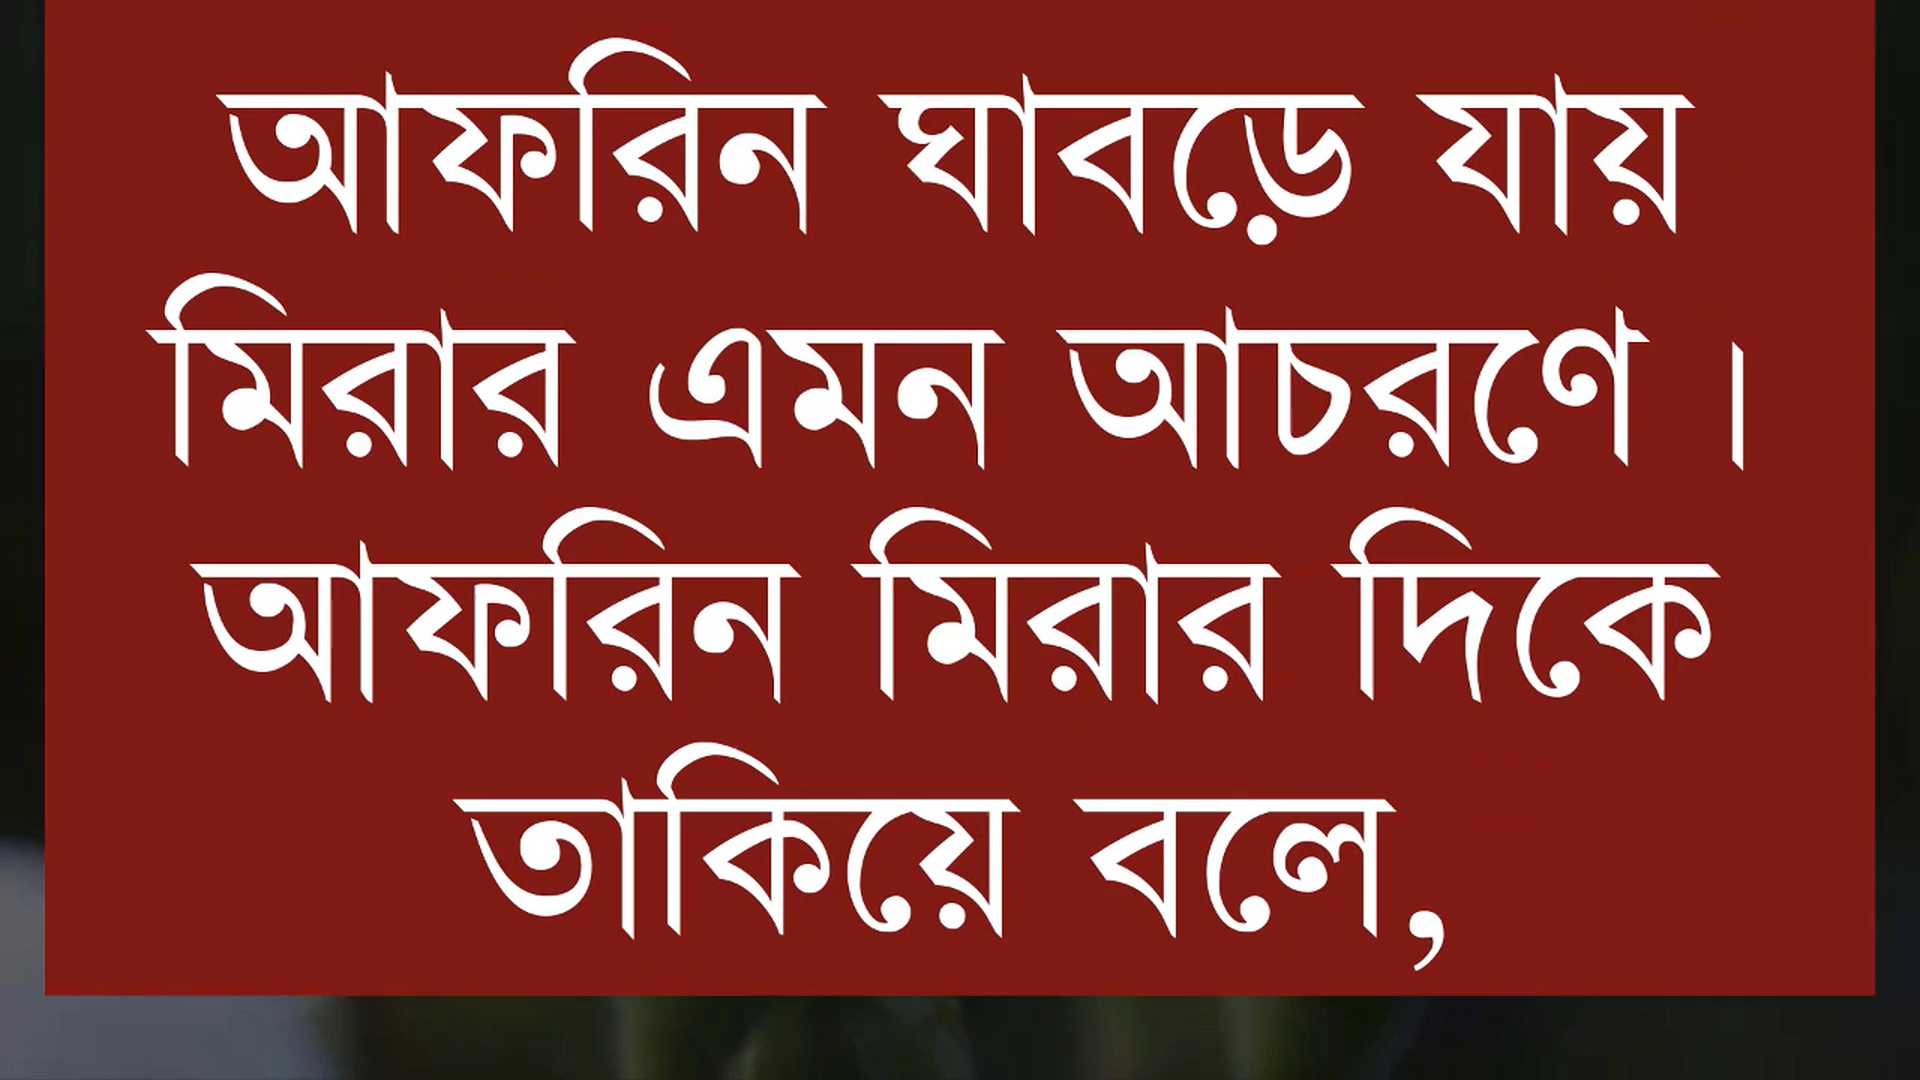 আফরিন ঘাবড়ে যায়
মিরার এমন আচরণে ।
আফরিন মিরার দিকে
তাকিয়ে বলে,